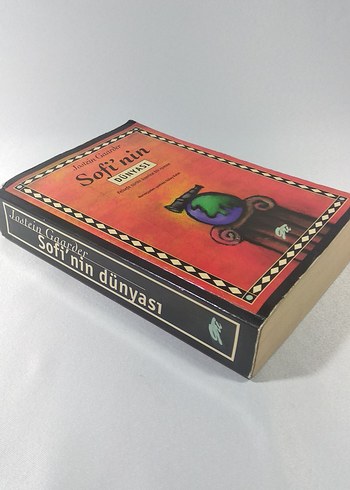 Jostein Gaarder
Sofi'nin
DÜNYASI
Jostein Gaarder
Sofi'nin dünyası